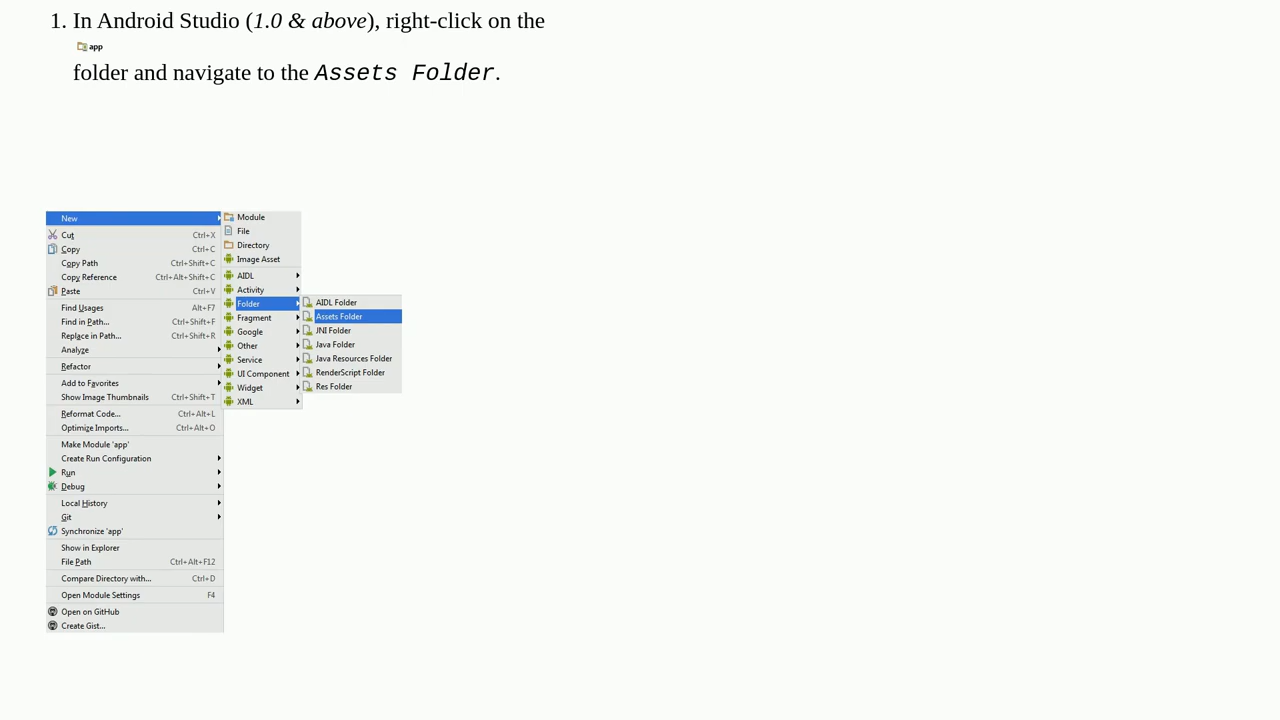 1. In Android Studio (1.0 & above), right-click on the
app
folder and navigate to the Assets Folder.
New
Cut Ctrl+X
Copy Ctrl+C
Copy Path Ctrl+Shift+C
Copy Reference Ctrl+Alt+Shift+C
Paste Ctrl+V
Find Usages Alt+F7
Find in Path... Ctrl+Shift+F
Replace in Path... Ctrl+Shift+R
Analyze
Refactor
Add to Favorites
Show Image Thumbnails Ctrl+Shift+T
Reformat Code... Ctrl+Alt+L
Optimize Imports... Ctrl+Alt+O
Make Module 'app'
Create Run Configuration
Run
Debug
Local History
Git
Synchronize 'app'
Show in Explorer
File Path Ctrl+Alt+F12
Compare Directory with... Ctrl+D
Open Module Settings F4
Open on GitHub
Create Gist...
Module
File
Directory
Image Asset
AIDL
Activity
Folder
Fragment
Google
Other
Service
UI Component
Widget
XML
AIDL Folder
Assets Folder
JNI Folder
Java Folder
Java Resources Folder
RenderScript Folder
Res Folder